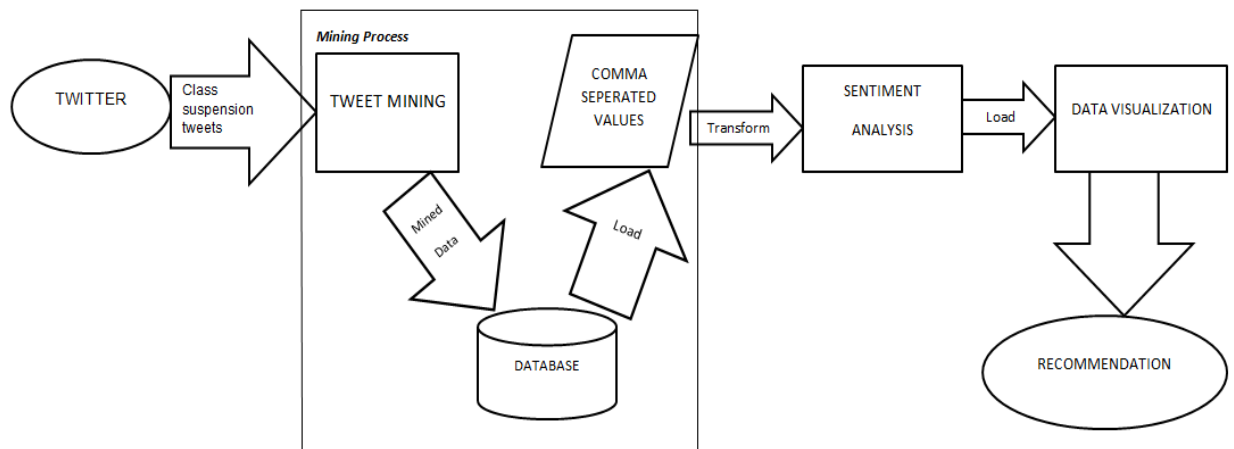 Mining Process
TWITTER
Class
suspension
tweets
TWEET MINING
Mined
Data
DATABASE
Load
COMMA
SEPERATED
VALUES
Transform
SENTIMENT
ANALYSIS
Load
DATA VISUALIZATION
RECOMMENDATION